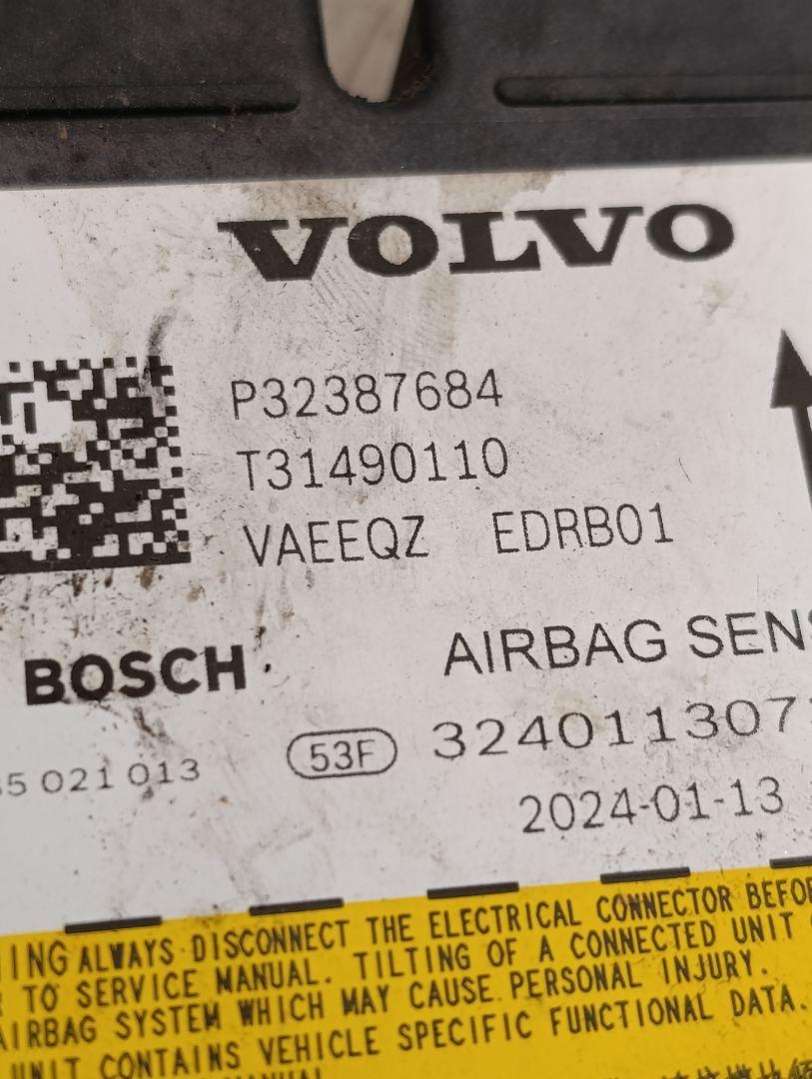 VOLVO
P32387684
T31490110
VAEEQZ EDRB01
BOSCH
AIRBAG SENS
5 021 013 53F 324011307
2024-01-13
ING ALWAYS DISCONNECT THE ELECTRICAL CONNECTOR BEFO
TO SERVICE MANUAL. TILTING OF A CONNECTED UNIT
AIRBAG SYSTEM WHICH MAY CAUSE PERSONAL INJURY.
UNIT CONTAINS VEHICLE SPECIFIC FUNCTIONAL DATA.